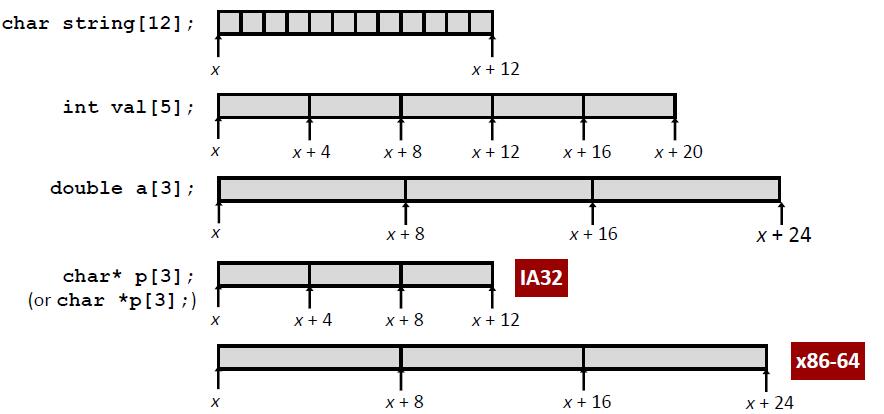 char string[12];
x x + 12
int val[5];
x x + 4 x + 8 x + 12 x + 16 x + 20
double a[3];
x x + 8 x + 16 x + 24
char* p[3];
IA32
(or char *p[3];)
x x + 4 x + 8 x + 12
x86-64
x x + 8 x + 16 x + 24